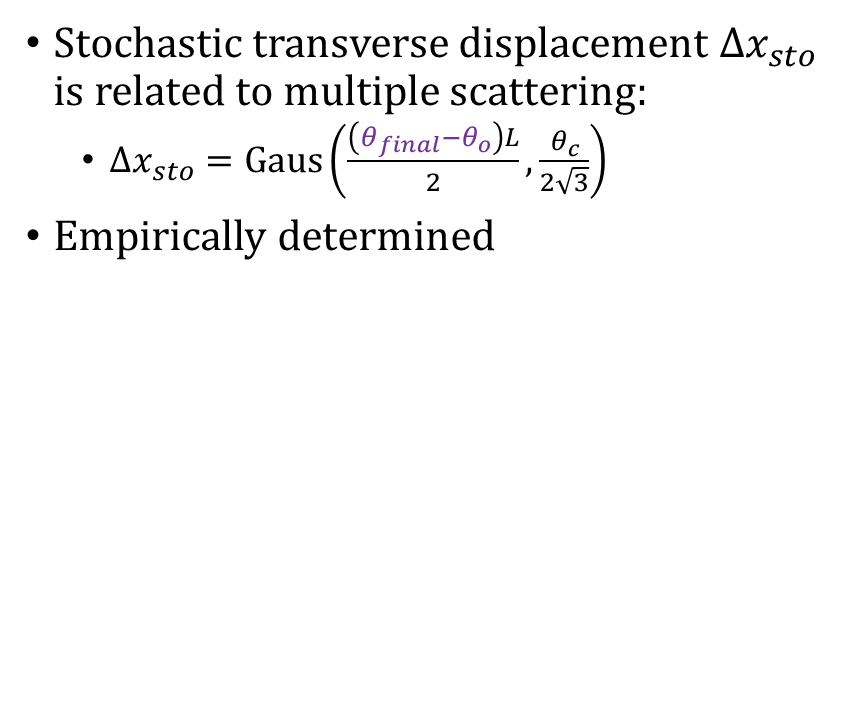 • Stochastic transverse displacement Δx_sto
is related to multiple scattering:
• Δx_sto = Gaus((θ_final−θ_o)L/2, θ_c/2√3)
• Empirically determined